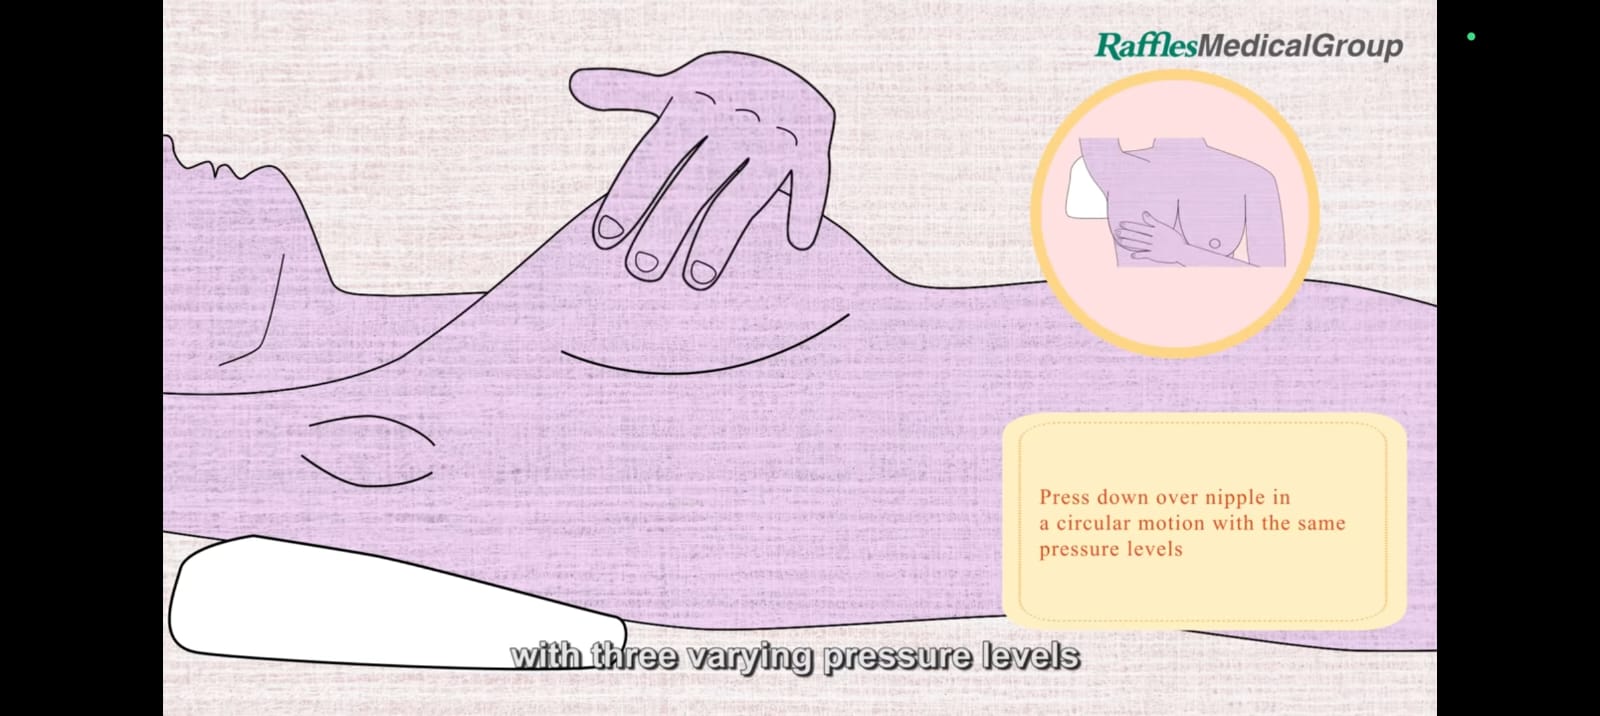 RafflesMedicalGroup
Press down over nipple in
a circular motion with the same
pressure levels
with three varying pressure levels